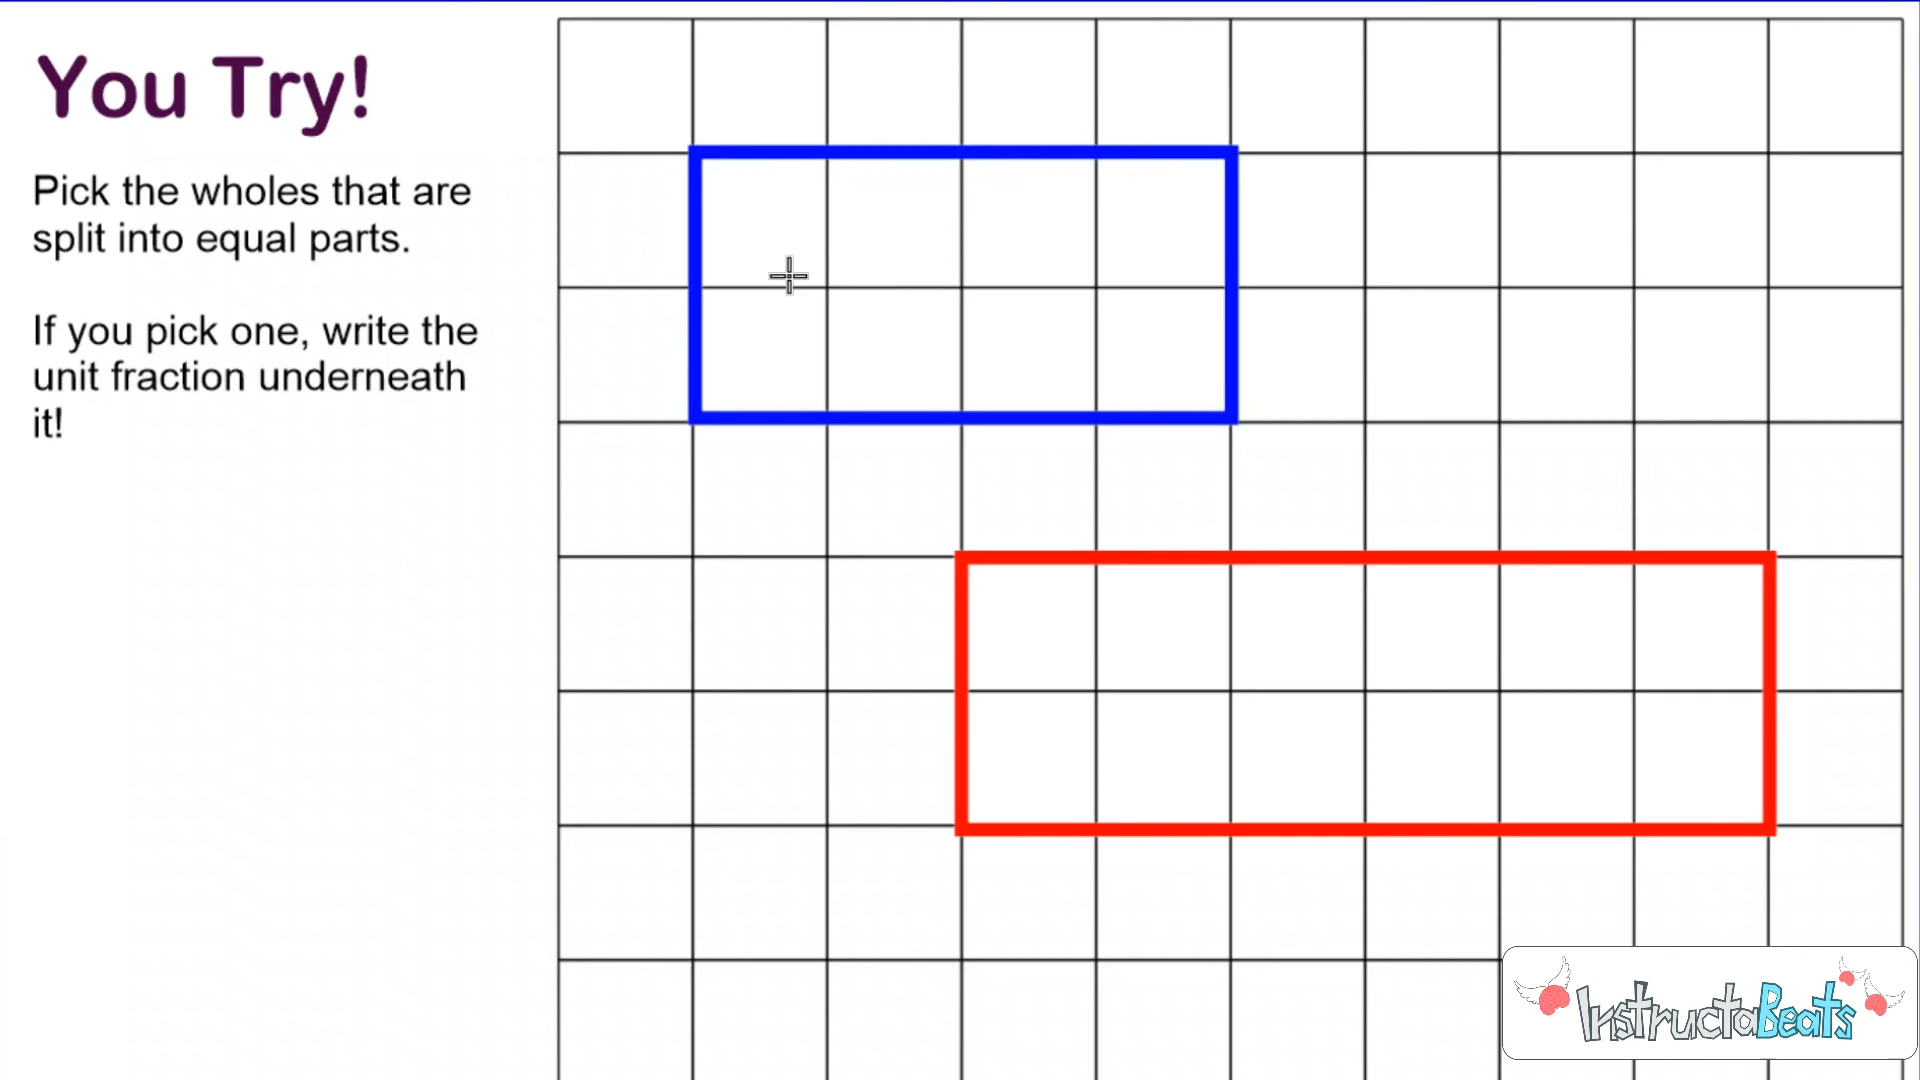 You Try!
Pick the wholes that are
split into equal parts.
If you pick one, write the
unit fraction underneath
it!
InstructaBeats